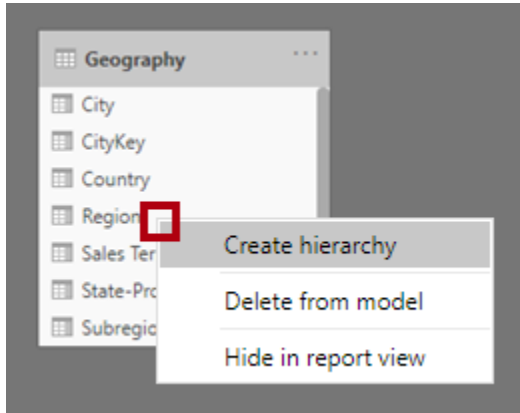 Geography
City
CityKey
Country
Region
Create hierarchy
Sales Ter
Delete from model
State-Pro
Hide in report view
Subregio